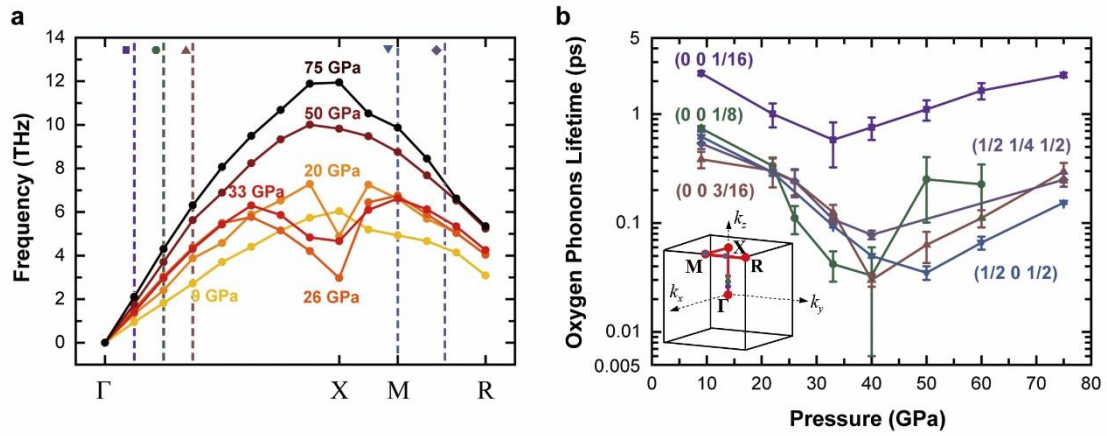 a
Frequency (THz)
14
12
10
8
6
4
2
0
75 GPa
50 GPa
20 GPa
33 GPa
9 GPa
26 GPa
Γ
X
M
R
b
Oxygen Phonons Lifetime (ps)
5
1
0.1
0.01
0.005
(0 0 1/16)
(0 0 1/8)
(1/2 1/4 1/2)
(0 0 3/16)
(1/2 0 1/2)
kz
X
M
R
Γ
kx
ky
0
10
20
30
40
50
60
70
80
Pressure (GPa)